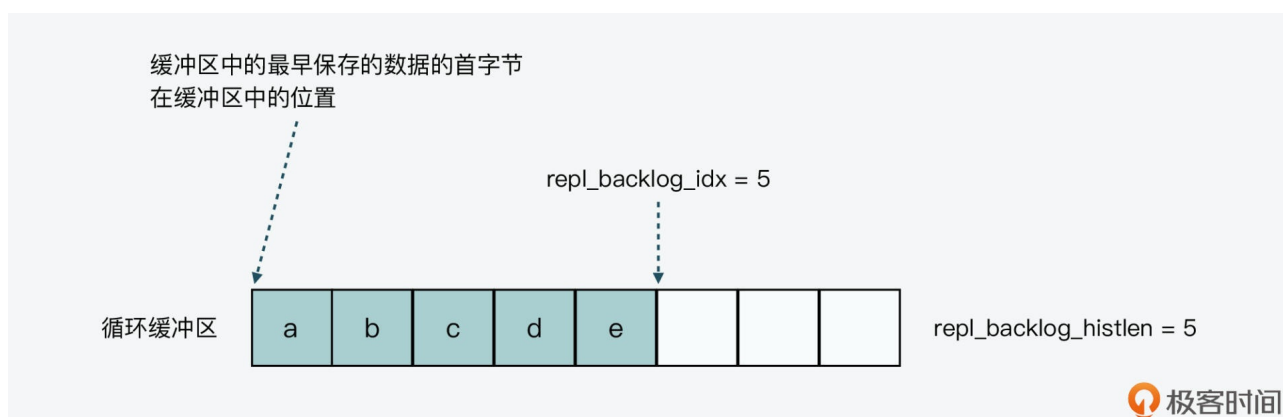 缓冲区中的最早保存的数据的首字节
在缓冲区中的位置
repl_backlog_idx = 5
循环缓冲区
a
b
c
d
e
repl_backlog_histlen = 5
极客时间